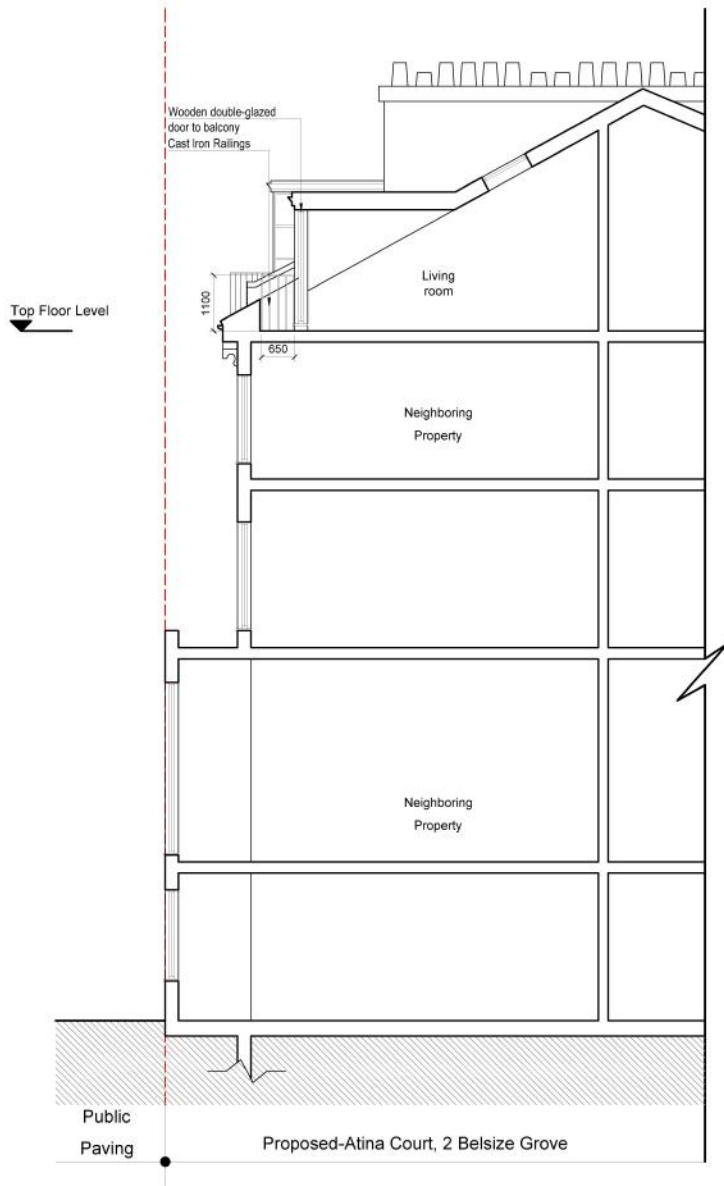 Wooden double-glazed
door to balcony
Cast Iron Railings
Living
room
1100
Top Floor Level
650
Neighboring
Property
Neighboring
Property
Public
Paving
Proposed-Atina Court, 2 Belsize Grove